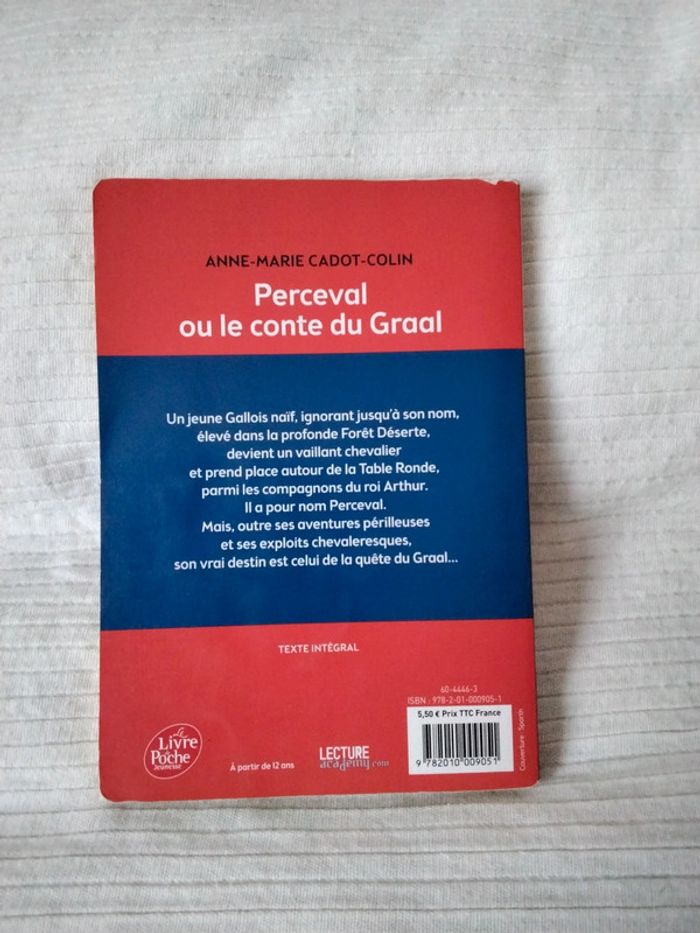 ANNE-MARIE CADOT-COLIN
Perceval
ou le conte du Graal
Un jeune Gallois naïf, ignorant jusqu'à son nom,
élevé dans la profonde Forêt Déserte,
devient un vaillant chevalier
et prend place autour de la Table Ronde,
parmi les compagnons du roi Arthur.
Il a pour nom Perceval.
Mais, outre ses aventures périlleuses
et ses exploits chevaleresques,
son vrai destin est celui de la quête du Graal...
TEXTE INTÉGRAL
60-4446-3
ISBN : 978-2-01-000905-1
5,50 € Prix TTC France
9 782010 009051
Couverture : Sparth
Le
Livre
de
Poche
Jeunesse
À partir de 12 ans
LECTURE
academy.com